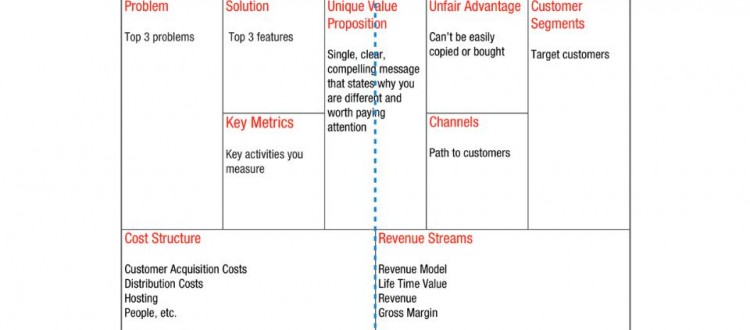 Problem
Top 3 problems
Solution
Top 3 features
Key Metrics
Key activities you
measure
Unique Value
Proposition
Single, clear,
compelling message
that states why you
are different and
worth paying
attention
Unfair Advantage
Can't be easily
copied or bought
Channels
Path to customers
Customer
Segments
Target customers
Cost Structure
Customer Acquisition Costs
Distribution Costs
Hosting
People, etc.
Revenue Streams
Revenue Model
Life Time Value
Revenue
Gross Margin